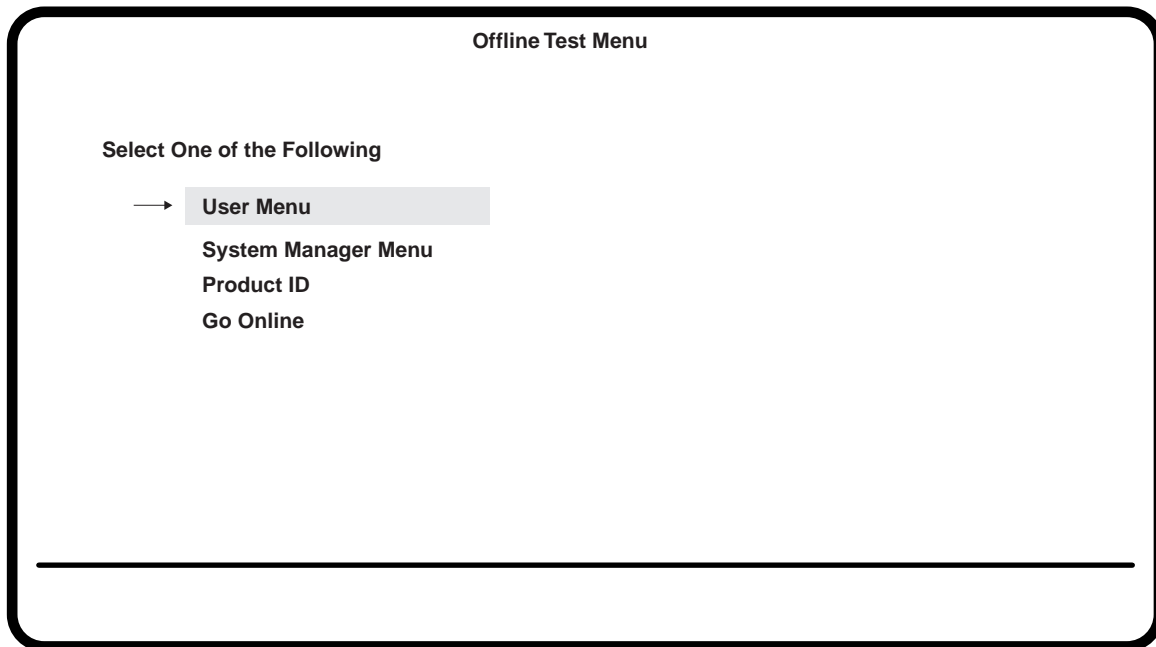 Offline Test Menu
Select One of the Following
User Menu
System Manager Menu
Product ID
Go Online